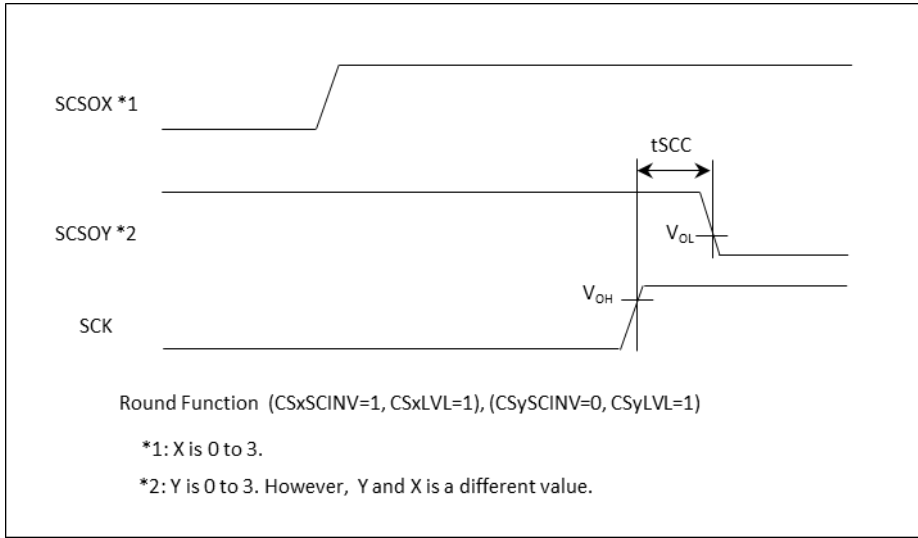 SCSOX *1
tSCC
SCSOY *2
VOL
VOH
SCK
Round Function (CSxSCINV=1, CSxLVL=1), (CSySCINV=0, CSyLVL=1)
*1: X is 0 to 3.
*2: Y is 0 to 3. However, Y and X is a different value.